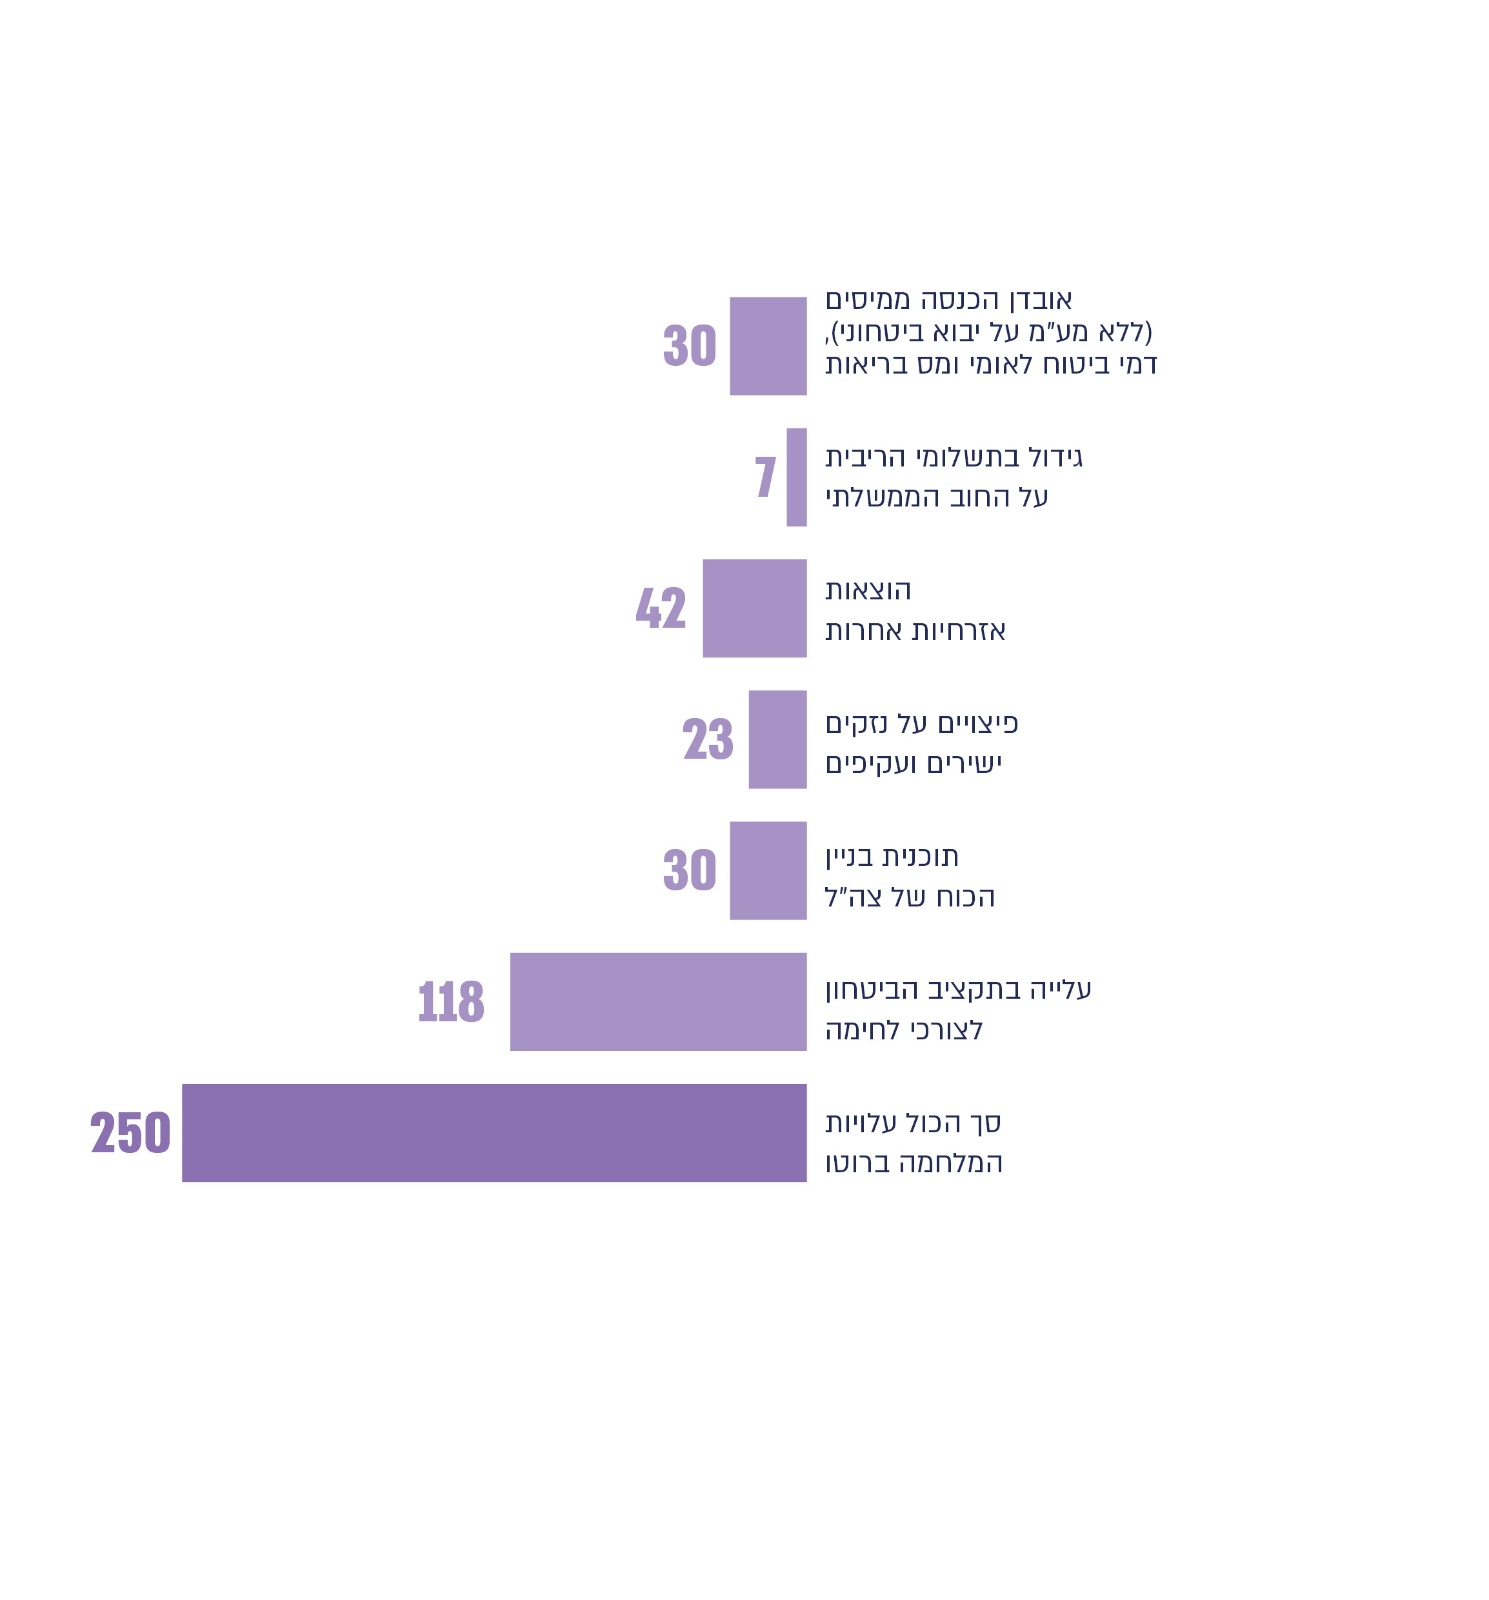 אובדן הכנסה ממיסים
(ללא מע"מ על יבוא ביטחוני),
דמי ביטוח לאומי ומס בריאות
30
גידול בתשלומי הריבית
על החוב הממשלתי
7
הוצאות
אזרחיות אחרות
42
פיצויים על נזקים
ישירים ועקיפים
23
תוכנית בניין
הכוח של צה"ל
30
עלייה בתקציב הביטחון
לצורכי לחימה
118
סך הכול עלויות
המלחמה ברוטו
250